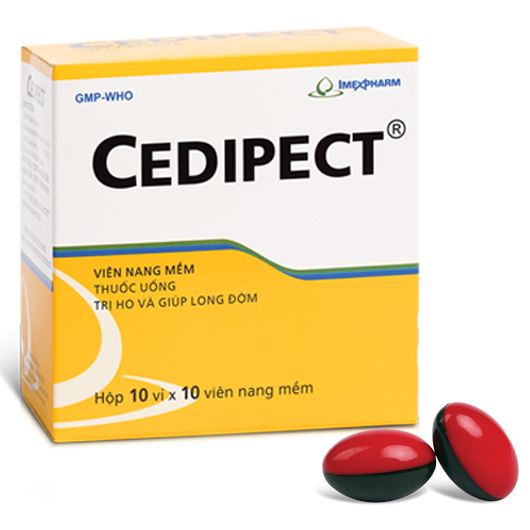 IMEXPHARM
GMP-WHO
CEDIPECT®
VIÊN NANG MỀM
THUỐC UỐNG
TRỊ HO VÀ GIÚP LONG ĐỜM
Hộp 10 vỉ x 10 viên nang mềm